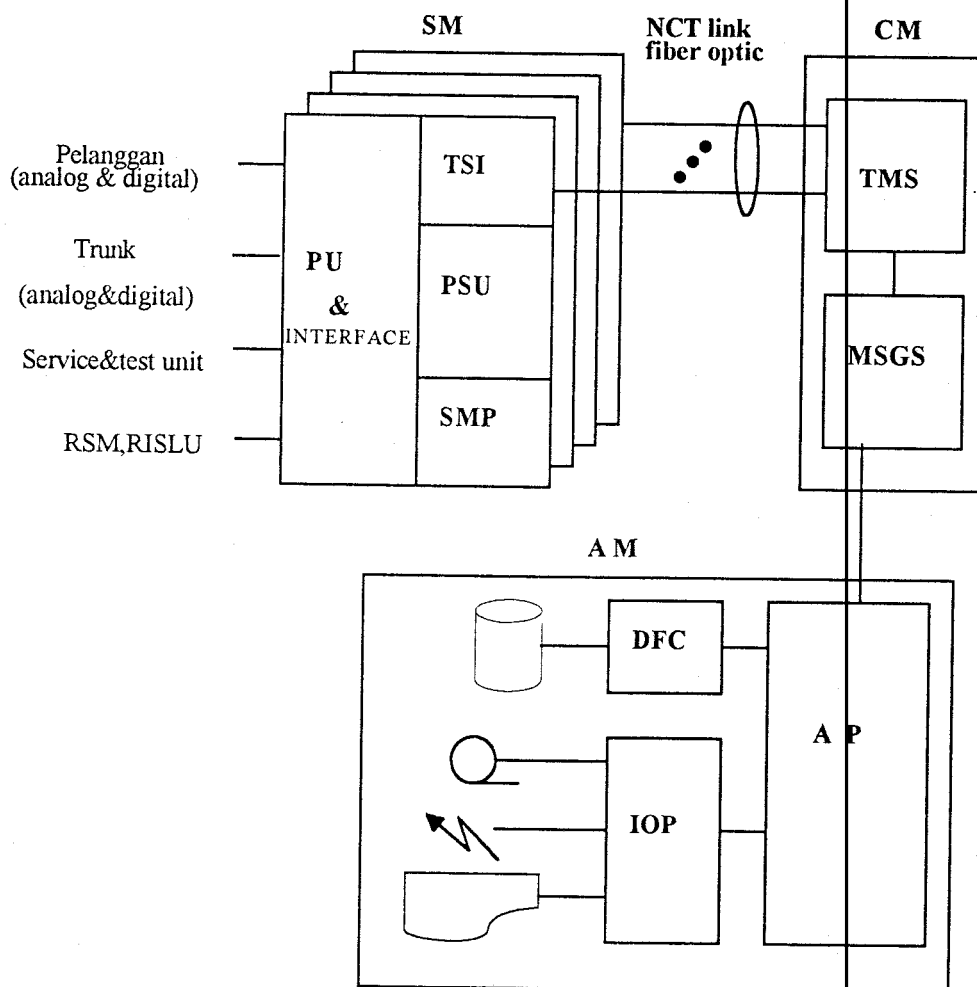 SM
NCT link
fiber optic
CM
Pelanggan
(analog & digital)
Trunk
(analog&digital)
Service&test unit
RSM,RISLU
PU
&
INTERFACE
TSI
PSU
SMP
TMS
MSGS
A M
DFC
IOP
A P